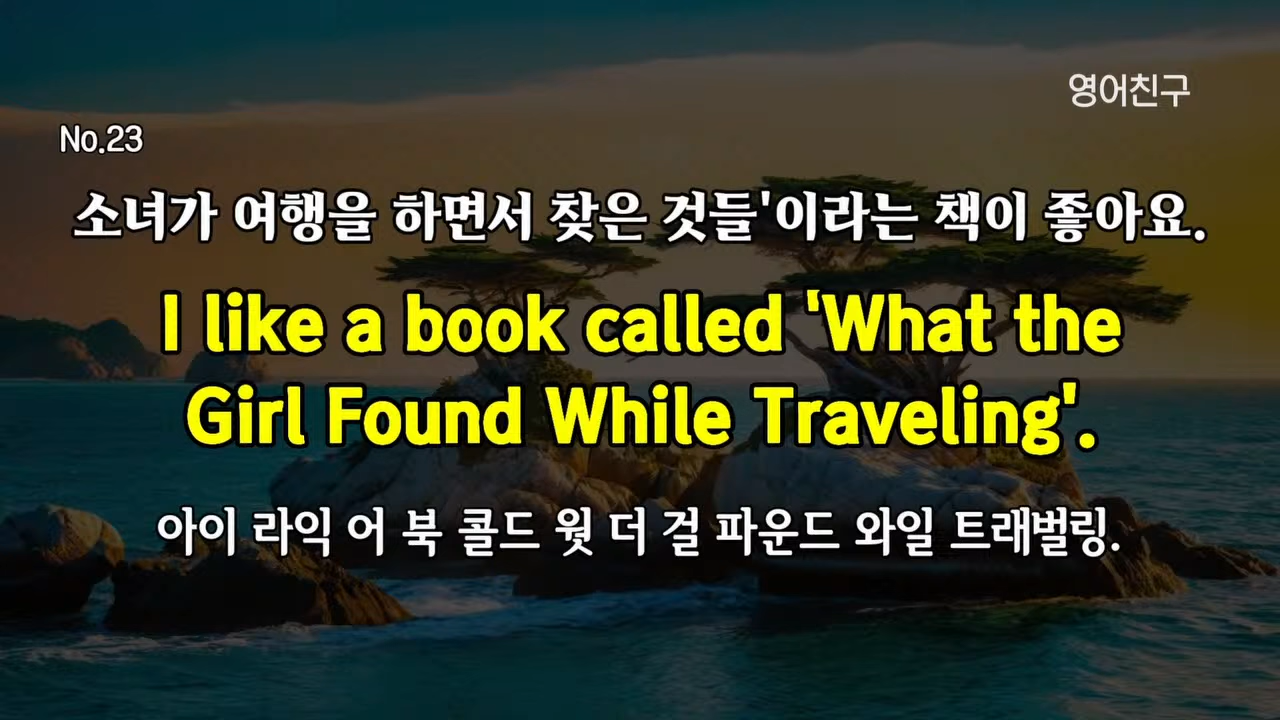 영어친구
No.23
소녀가 여행을 하면서 찾은 것들'이라는 책이 좋아요.
I like a book called 'What the
Girl Found While Traveling'.
아이 라익 어 북 콜드 웟 더 걸 파운드 와일 트래벌링.